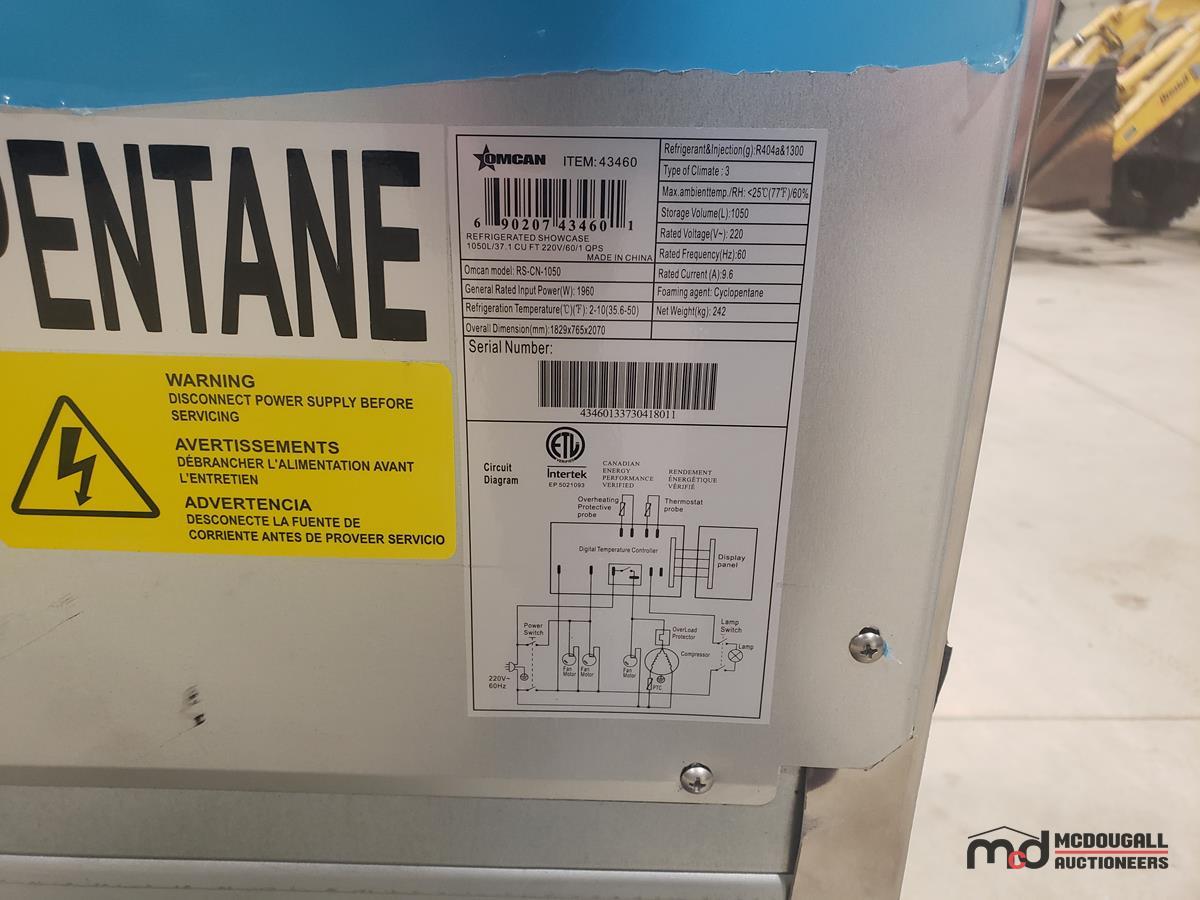 PENTANE
WARNING
DISCONNECT POWER SUPPLY BEFORE
SERVICING
AVERTISSEMENTS
DÉBRANCHER L'ALIMENTATION AVANT
L'ENTRETIEN
ADVERTENCIA
DESCONECTE LA FUENTE DE
CORRIENTE ANTES DE PROVEER SERVICIO
OMCAN ITEM: 43460
6 90207 43460 1
REFRIGERATED SHOWCASE
1050L/37.1 CU FT 220V/60/1 QPS
MADE IN CHINA
Omcan model: RS-CN-1050
General Rated Input Power(W): 1960
Refrigeration Temperature(℃)(℉): 2-10(35.6-50)
Overall Dimension(mm):1829x765x2070
Refrigerant&Injection(g): R404a&1300
Type of Climate : 3
Max.ambienttemp./RH: <25℃(77℉)/60%
Storage Volume(L):1050
Rated Voltage(V~): 220
Rated Frequency(Hz):60
Rated Current (A):9.6
Foaming agent: Cyclopentane
Net Weight(kg): 242
Serial Number:
43460133730418011
Circuit
Diagram
ETL
Intertek
EP 5021093
CANADIAN
ENERGY
PERFORMANCE
VERIFIED
RENDEMENT
ÉNERGÉTIQUE
VÉRIFIÉ
Overheating
Protective
probe
Thermostat
probe
Digital Temperature Controller
Display
panel
Power
Switch
OverLoad
Protector
Compressor
Lamp
Switch
Lamp
Fan
Motor
Fan
Motor
Fan
Motor
PTC
220V~
60Hz
mcd MCDOUGALL
AUCTIONEERS